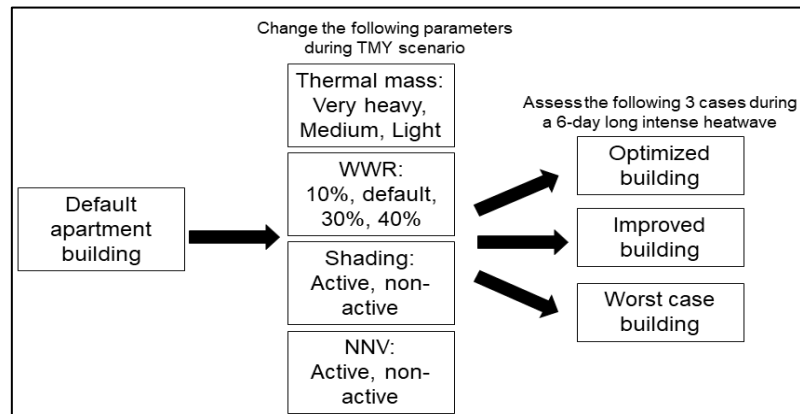 Change the following parameters
during TMY scenario
Thermal mass:
Very heavy,
Medium, Light
WWR:
10%, default,
30%, 40%
Default
apartment
building
Shading:
Active, non-
active
NNV:
Active, non-
active
Assess the following 3 cases during
a 6-day long intense heatwave
Optimized
building
Improved
building
Worst case
building